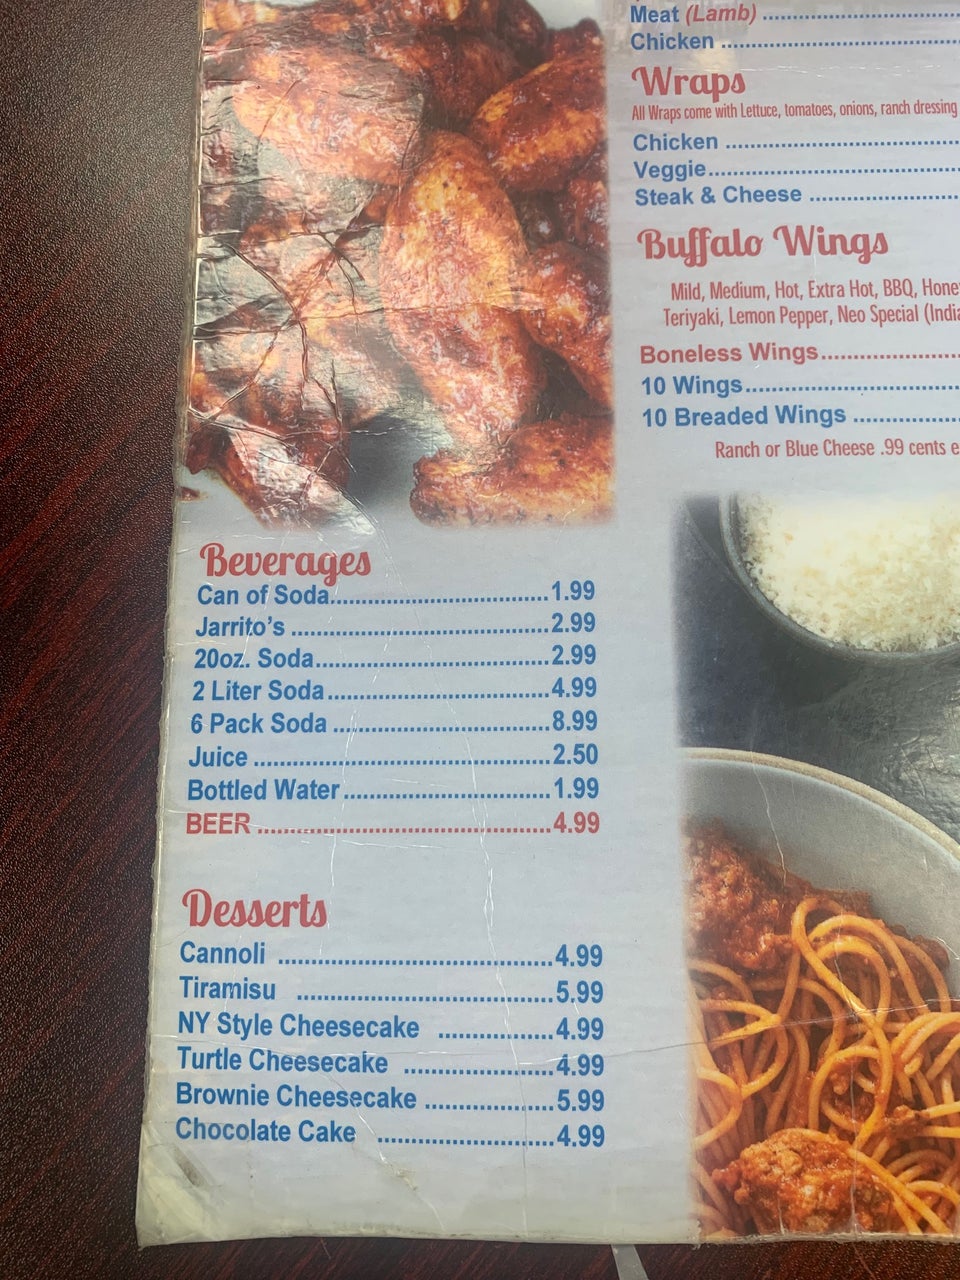 Meat (Lamb) ..................................
Chicken ..................................
Wraps
All Wraps come with Lettuce, tomatoes, onions, ranch dressing
Chicken ..................................
Veggie..................................
Steak & Cheese ..................................
Buffalo Wings
Mild, Medium, Hot, Extra Hot, BBQ,
Teriyaki, Lemon Pepper, Neo Special
Boneless Wings..................................
10 Wings..................................
10 Breaded Wings ..................................
Ranch or Blue Cheese .99 cents
Beverages
Can of Soda..................................1.99
Jarrito's ..................................2.99
20oz. Soda..................................2.99
2 Liter Soda..................................4.99
6 Pack Soda ..................................8.99
Juice ..................................2.50
Bottled Water..................................1.99
BEER ..................................4.99
Desserts
Cannoli ..................................4.99
Tiramisu ..................................5.99
NY Style Cheesecake ..................4.99
Turtle Cheesecake ......................4.99
Brownie Cheesecake ...................5.99
Chocolate Cake ..........................4.99